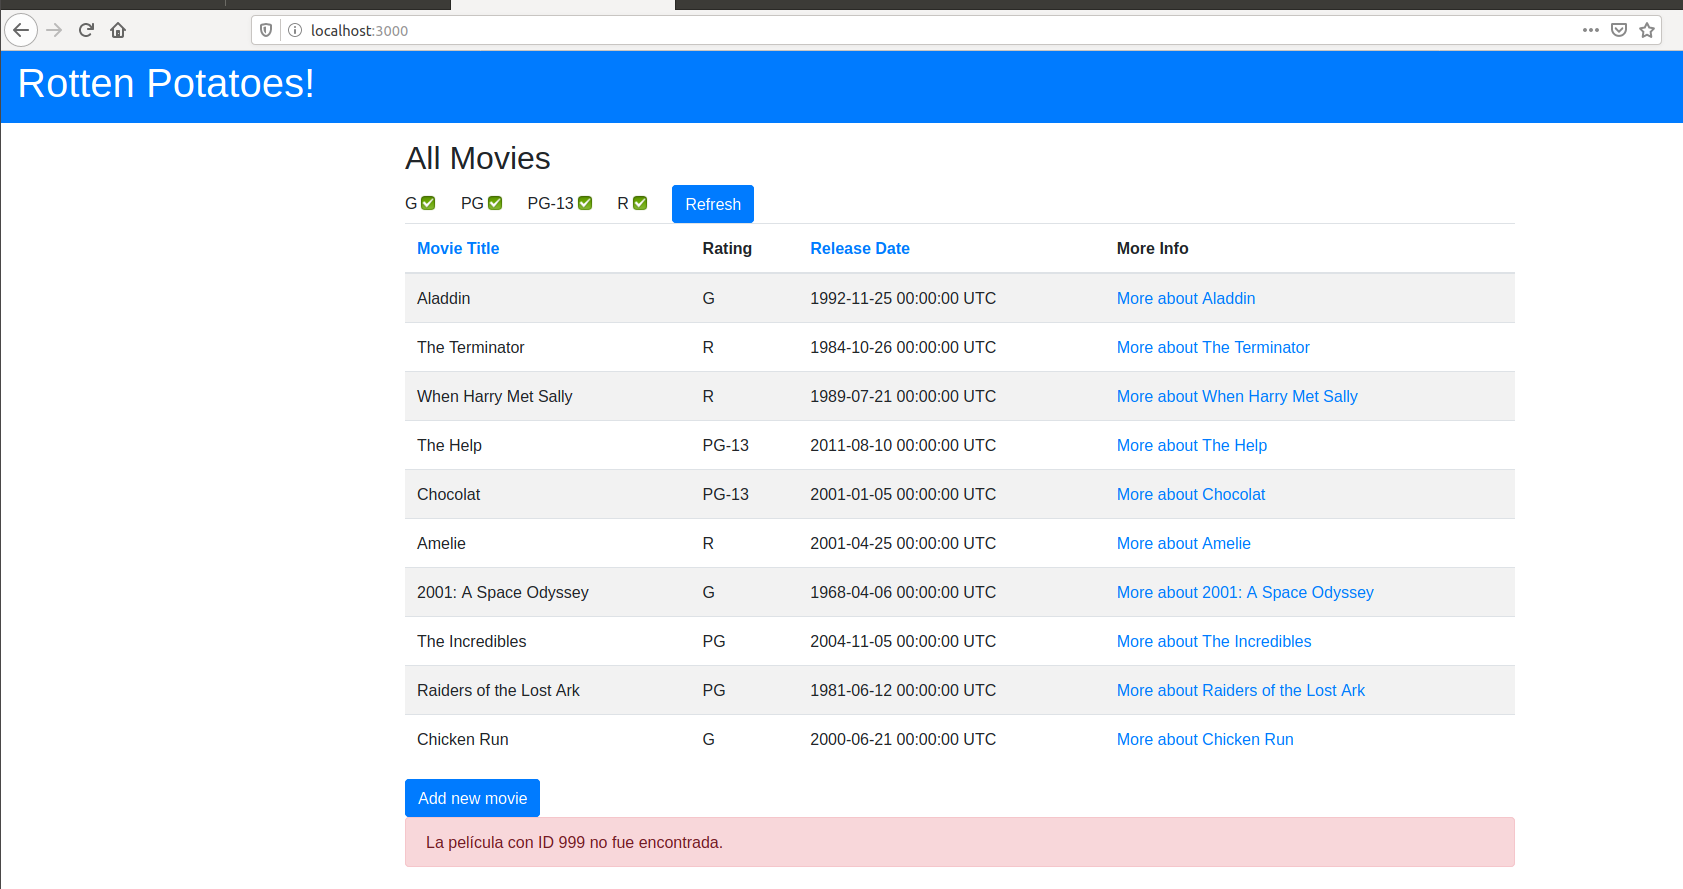 localhost:3000
Rotten Potatoes!
All Movies
G PG PG-13 R Refresh
Movie Title Rating Release Date More Info
Aladdin G 1992-11-25 00:00:00 UTC More about Aladdin
The Terminator R 1984-10-26 00:00:00 UTC More about The Terminator
When Harry Met Sally R 1989-07-21 00:00:00 UTC More about When Harry Met Sally
The Help PG-13 2011-08-10 00:00:00 UTC More about The Help
Chocolat PG-13 2001-01-05 00:00:00 UTC More about Chocolat
Amelie R 2001-04-25 00:00:00 UTC More about Amelie
2001: A Space Odyssey G 1968-04-06 00:00:00 UTC More about 2001: A Space Odyssey
The Incredibles PG 2004-11-05 00:00:00 UTC More about The Incredibles
Raiders of the Lost Ark PG 1981-06-12 00:00:00 UTC More about Raiders of the Lost Ark
Chicken Run G 2000-06-21 00:00:00 UTC More about Chicken Run
Add new movie
La película con ID 999 no fue encontrada.